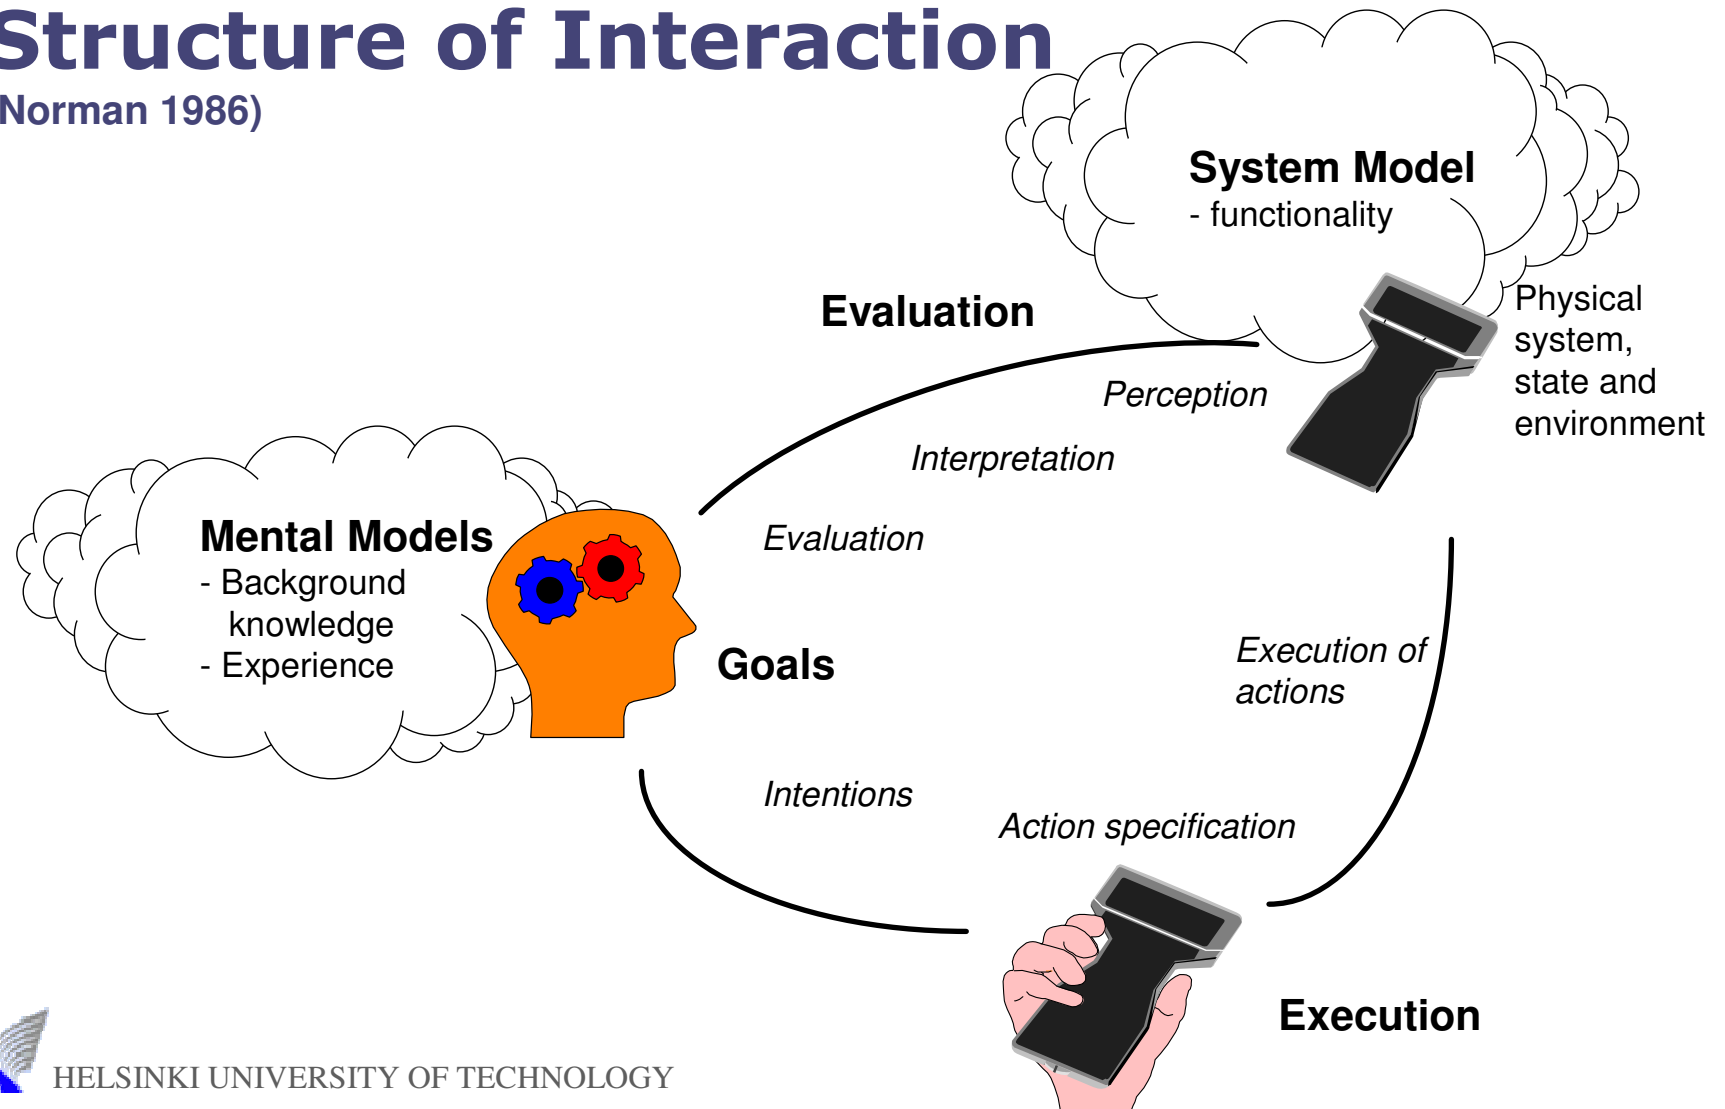 Structure of Interaction
Norman 1986)
System Model
- functionality
Physical
system,
state and
environment
Evaluation
Perception
Interpretation
Evaluation
Mental Models
- Background
knowledge
- Experience
Goals
Execution of
actions
Intentions
Action specification
Execution
HELSINKI UNIVERSITY OF TECHNOLOGY